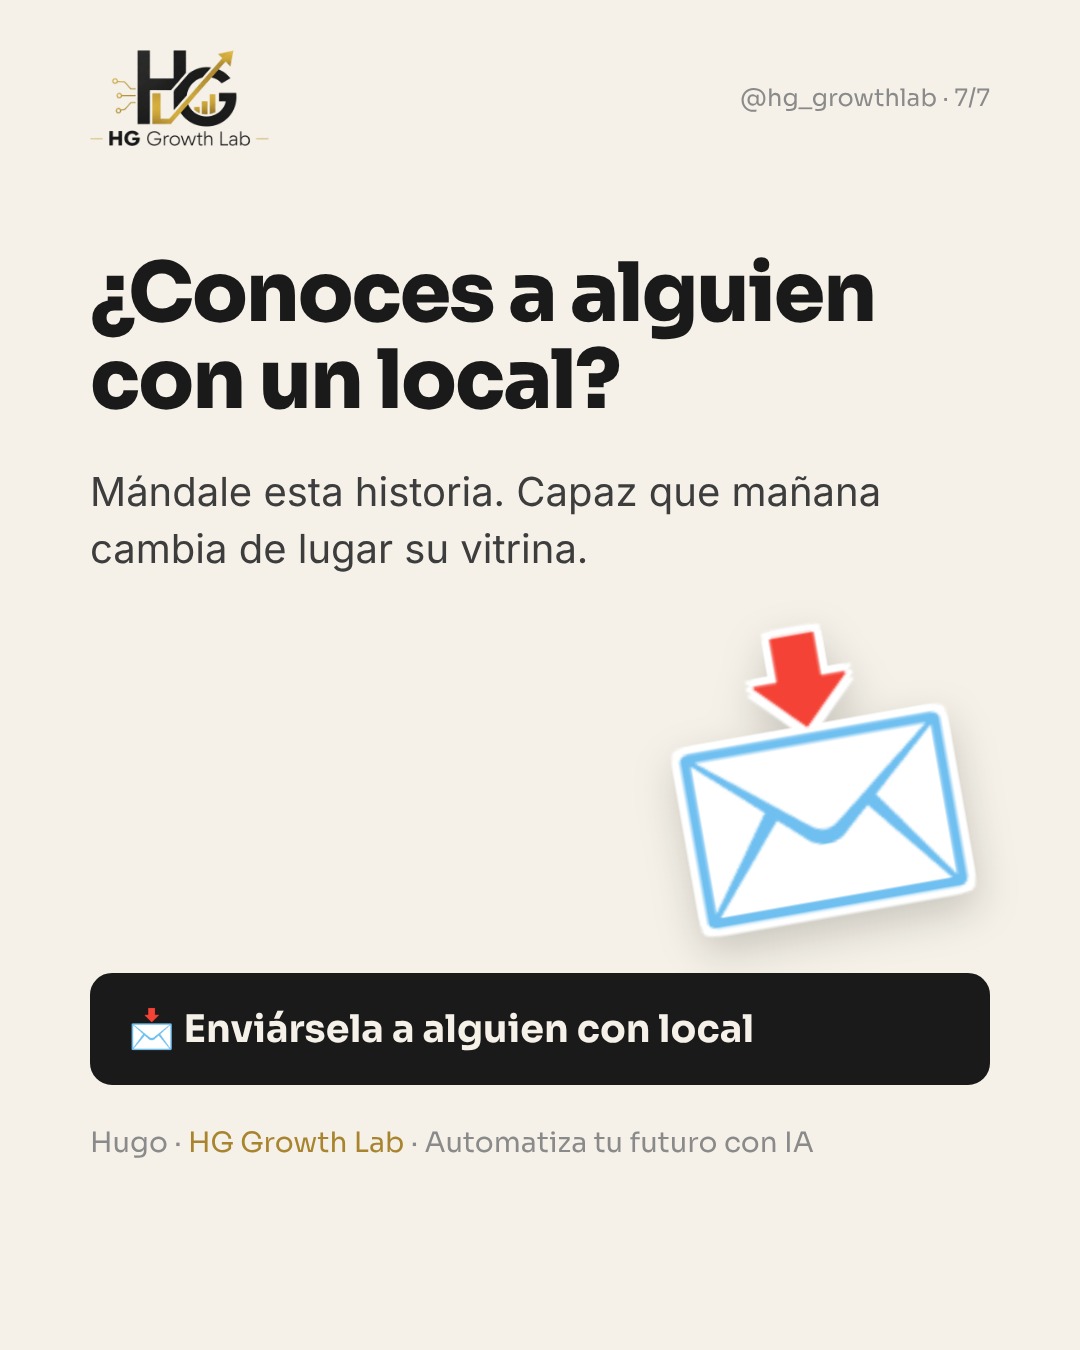 HG
HG Growth Lab
@hg_growthlab · 7/7
¿Conoces a alguien
con un local?
Mándale esta historia. Capaz que mañana
cambia de lugar su vitrina.
📩 Enviársela a alguien con local
Hugo · HG Growth Lab · Automatiza tu futuro con IA